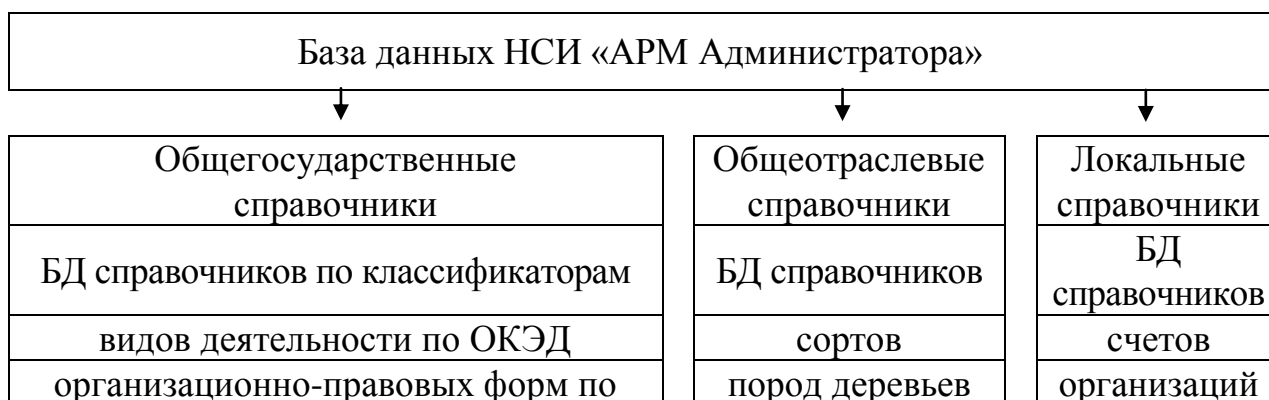 База данных НСИ «АРМ Администратора»
Общегосударственные
справочники
БД справочников по классификаторам
видов деятельности по ОКЭД
организационно-правовых форм по
Общеотраслевые
справочники
БД справочников
сортов
пород деревьев
Локальные
справочники
БД
справочников
счетов
организаций